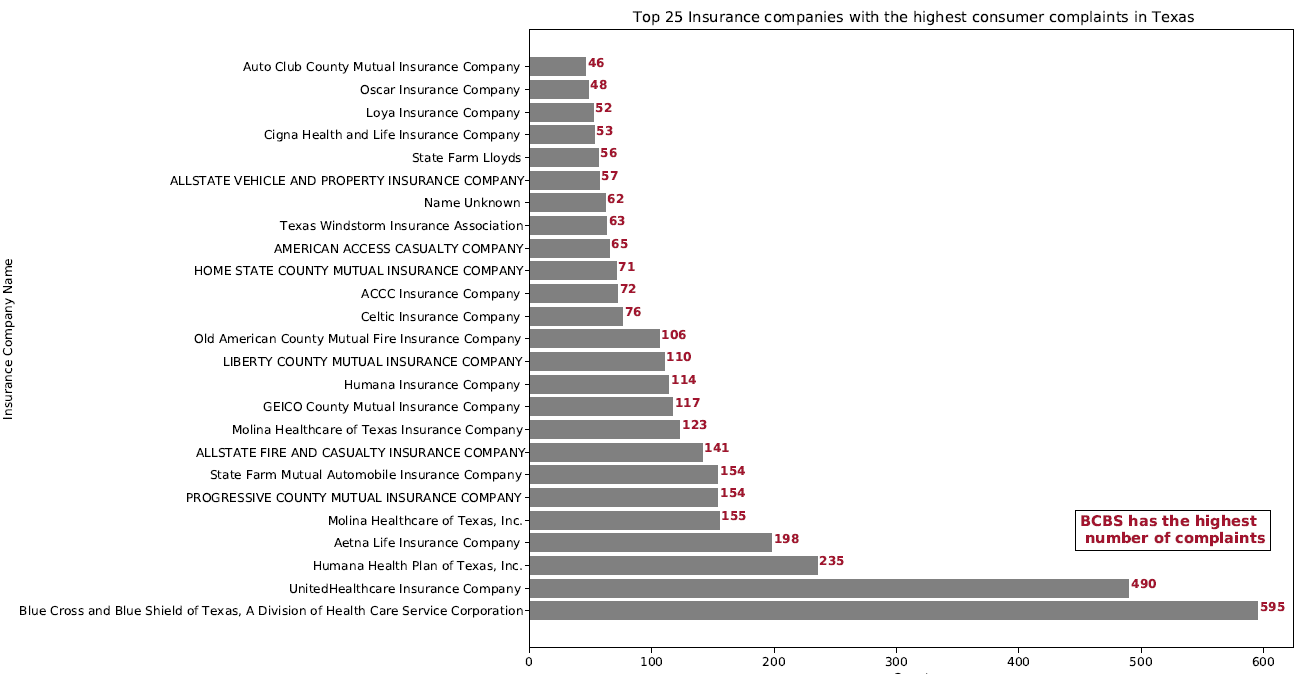 Top 25 Insurance companies with the highest consumer complaints in Texas
Insurance Company Name
Auto Club County Mutual Insurance Company 46
Oscar Insurance Company 48
Loya Insurance Company 52
Cigna Health and Life Insurance Company 53
State Farm Lloyds 56
ALLSTATE VEHICLE AND PROPERTY INSURANCE COMPANY 57
Name Unknown 62
Texas Windstorm Insurance Association 63
AMERICAN ACCESS CASUALTY COMPANY 65
HOME STATE COUNTY MUTUAL INSURANCE COMPANY 71
ACCC Insurance Company 72
Celtic Insurance Company 76
Old American County Mutual Fire Insurance Company 106
LIBERTY COUNTY MUTUAL INSURANCE COMPANY 110
Humana Insurance Company 114
GEICO County Mutual Insurance Company 117
Molina Healthcare of Texas Insurance Company 123
ALLSTATE FIRE AND CASUALTY INSURANCE COMPANY 141
State Farm Mutual Automobile Insurance Company 154
PROGRESSIVE COUNTY MUTUAL INSURANCE COMPANY 154
Molina Healthcare of Texas, Inc. 155
Aetna Life Insurance Company 198
Humana Health Plan of Texas, Inc. 235
UnitedHealthcare Insurance Company 490
Blue Cross and Blue Shield of Texas, A Division of Health Care Service Corporation 595
BCBS has the highest
number of complaints
0 100 200 300 400 500 600